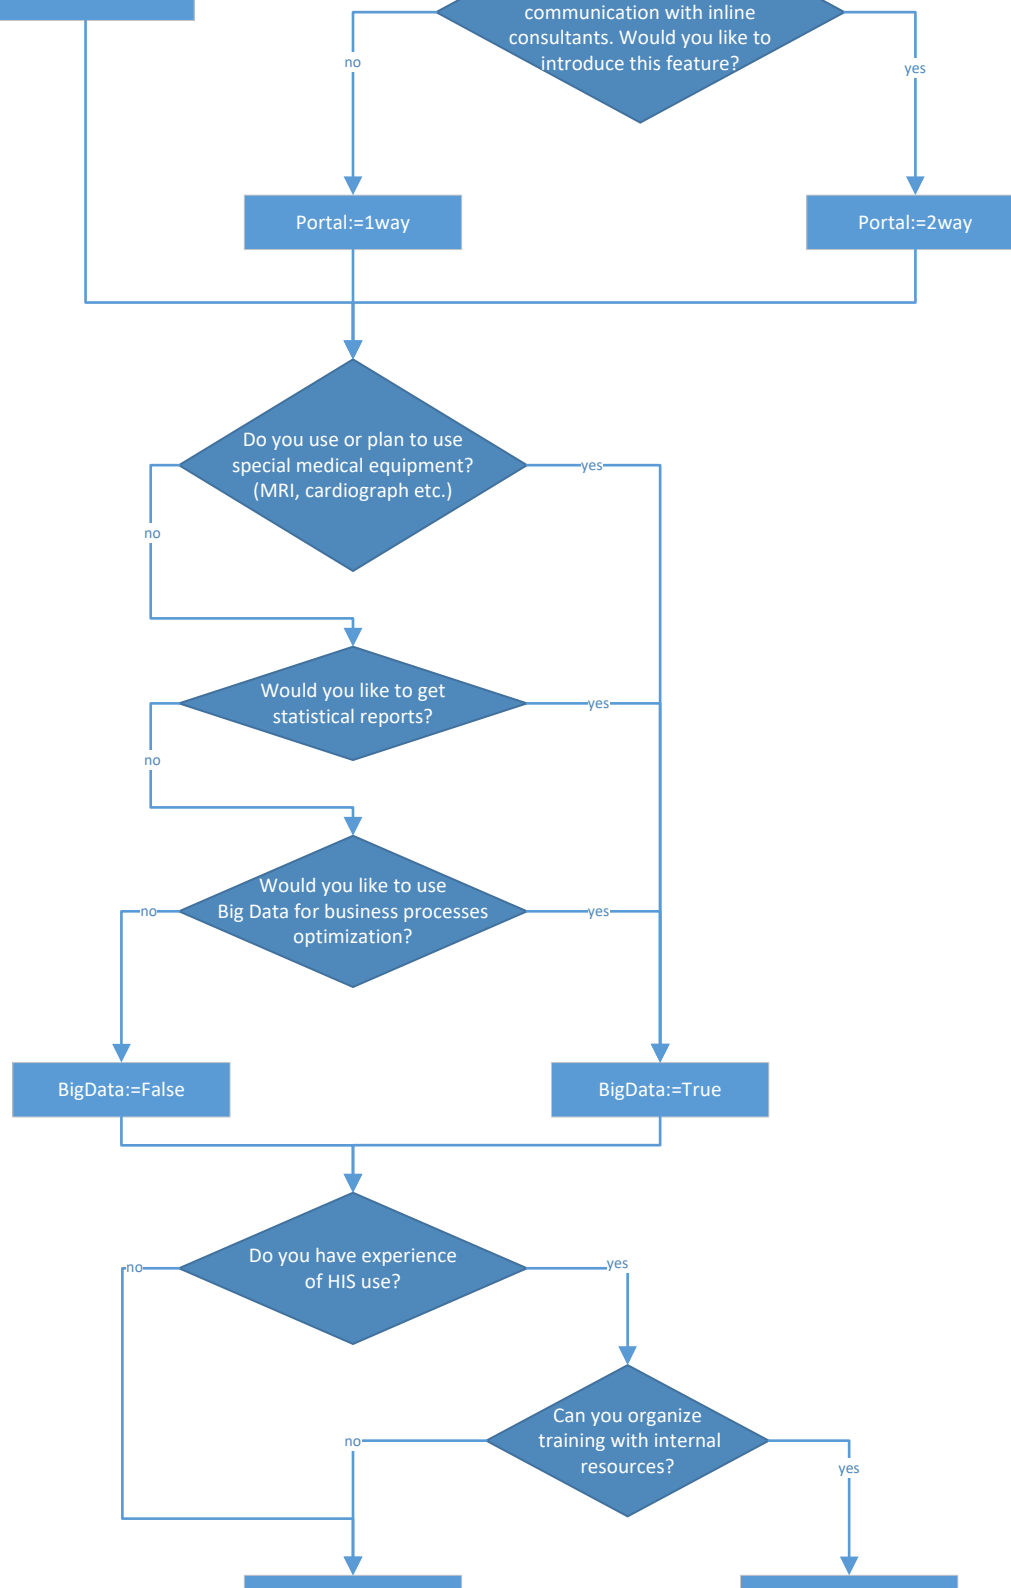 communication with inline
consultants. Would you like to
introduce this feature?
no
yes
Portal:=1way
Portal:=2way
Do you use or plan to use
special medical equipment?
(MRI, cardiograph etc.)
yes
no
Would you like to get
statistical reports?
yes
no
Would you like to use
Big Data for business processes
optimization?
no
yes
BigData:=False
BigData:=True
Do you have experience
of HIS use?
no
yes
Can you organize
training with internal
resources?
no
yes